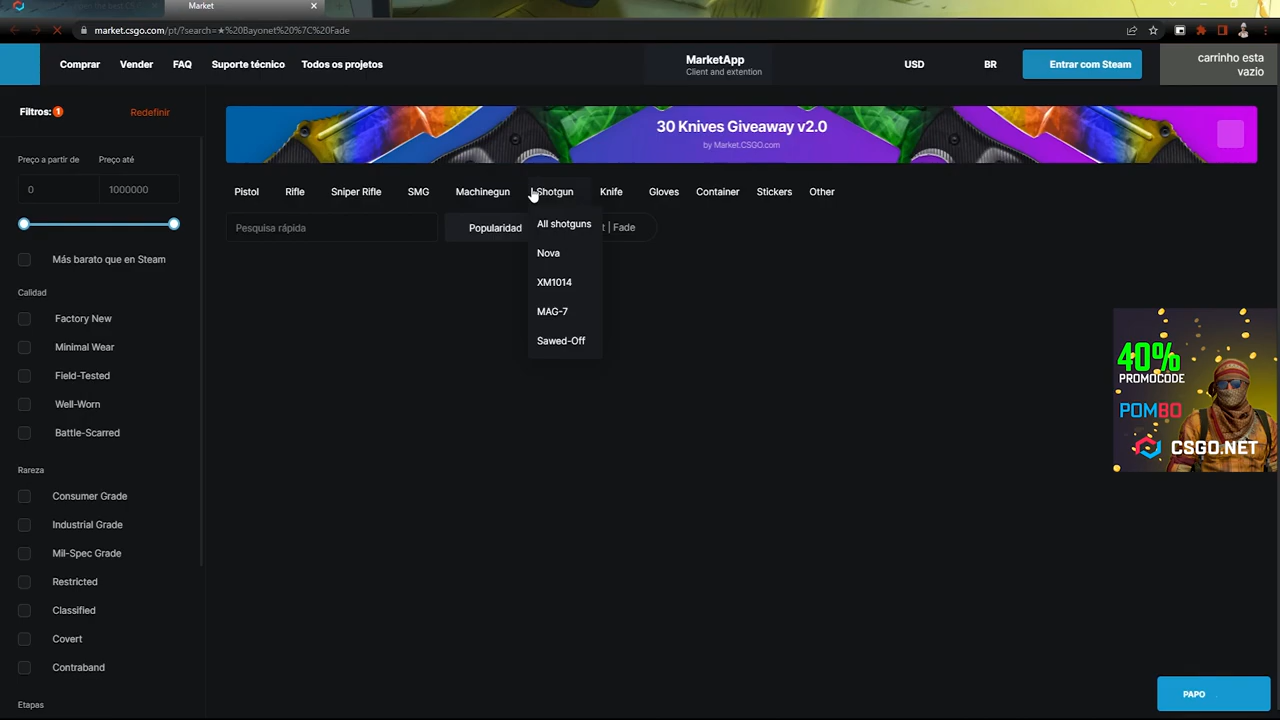 Market
market.csgo.com/pt/?search=★%20Bayonet%20%7C%20Fade
Comprar
Vender
FAQ
Suporte técnico
Todos os projetos
MarketApp
Client and extention
USD
BR
Entrar com Steam
carrinho esta
vazio
Filtros:
1
Redefinir
Preço a partir de
Preço até
0
1000000
Más barato que en Steam
Calidad
Factory New
Minimal Wear
Field-Tested
Well-Worn
Battle-Scarred
Rareza
Consumer Grade
Industrial Grade
Mil-Spec Grade
Restricted
Classified
Covert
Contraband
Etapas
30 Knives Giveaway v2.0
by Market.CSGO.com
Pistol
Rifle
Sniper Rifle
SMG
Machinegun
Shotgun
Knife
Gloves
Container
Stickers
Other
Pesquisa rápida
Popularidad
t | Fade
All shotguns
Nova
XM1014
MAG-7
Sawed-Off
40%
PROMOCODE
POMBO
CSGO.NET
PAPO